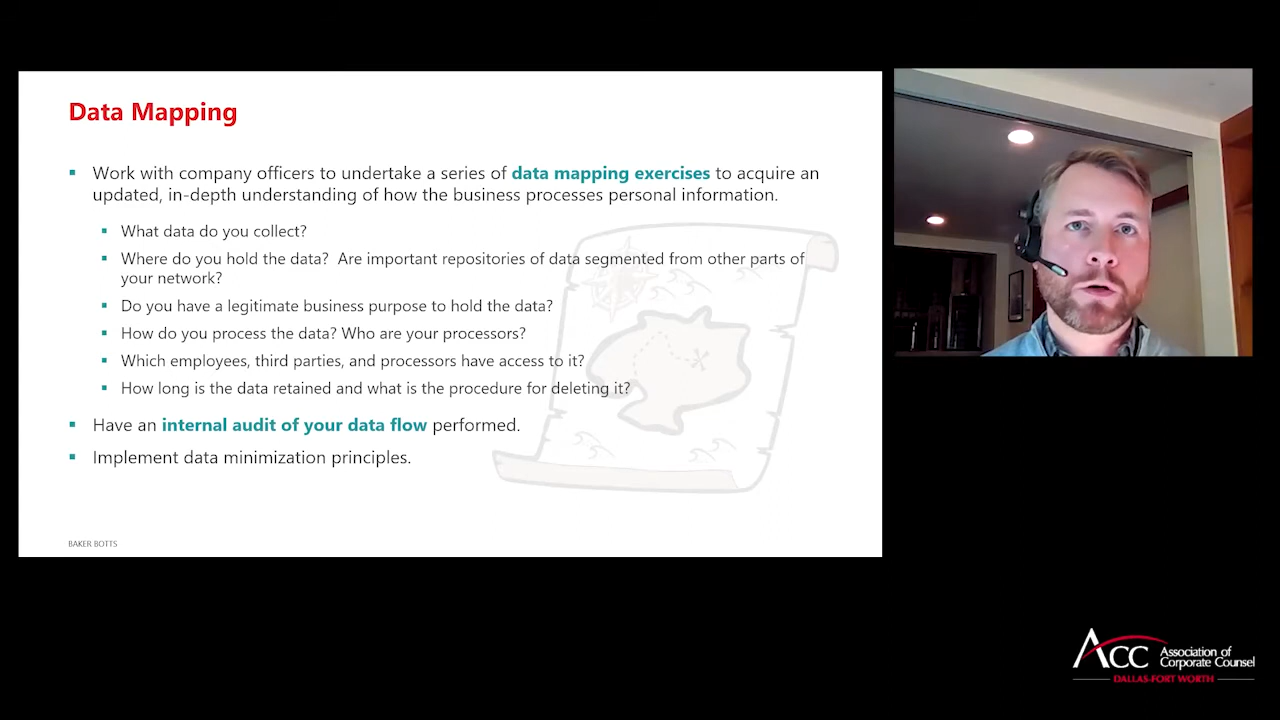 Data Mapping
▪ Work with company officers to undertake a series of data mapping exercises to acquire an
updated, in-depth understanding of how the business processes personal information.
▪ What data do you collect?
▪ Where do you hold the data?  Are important repositories of data segmented from other parts of
your network?
▪ Do you have a legitimate business purpose to hold the data?
▪ How do you process the data? Who are your processors?
▪ Which employees, third parties, and processors have access to it?
▪ How long is the data retained and what is the procedure for deleting it?
▪ Have an internal audit of your data flow performed.
▪ Implement data minimization principles.
BAKER BOTTS
ACC Association of
Corporate Counsel
DALLAS-FORT WORTH